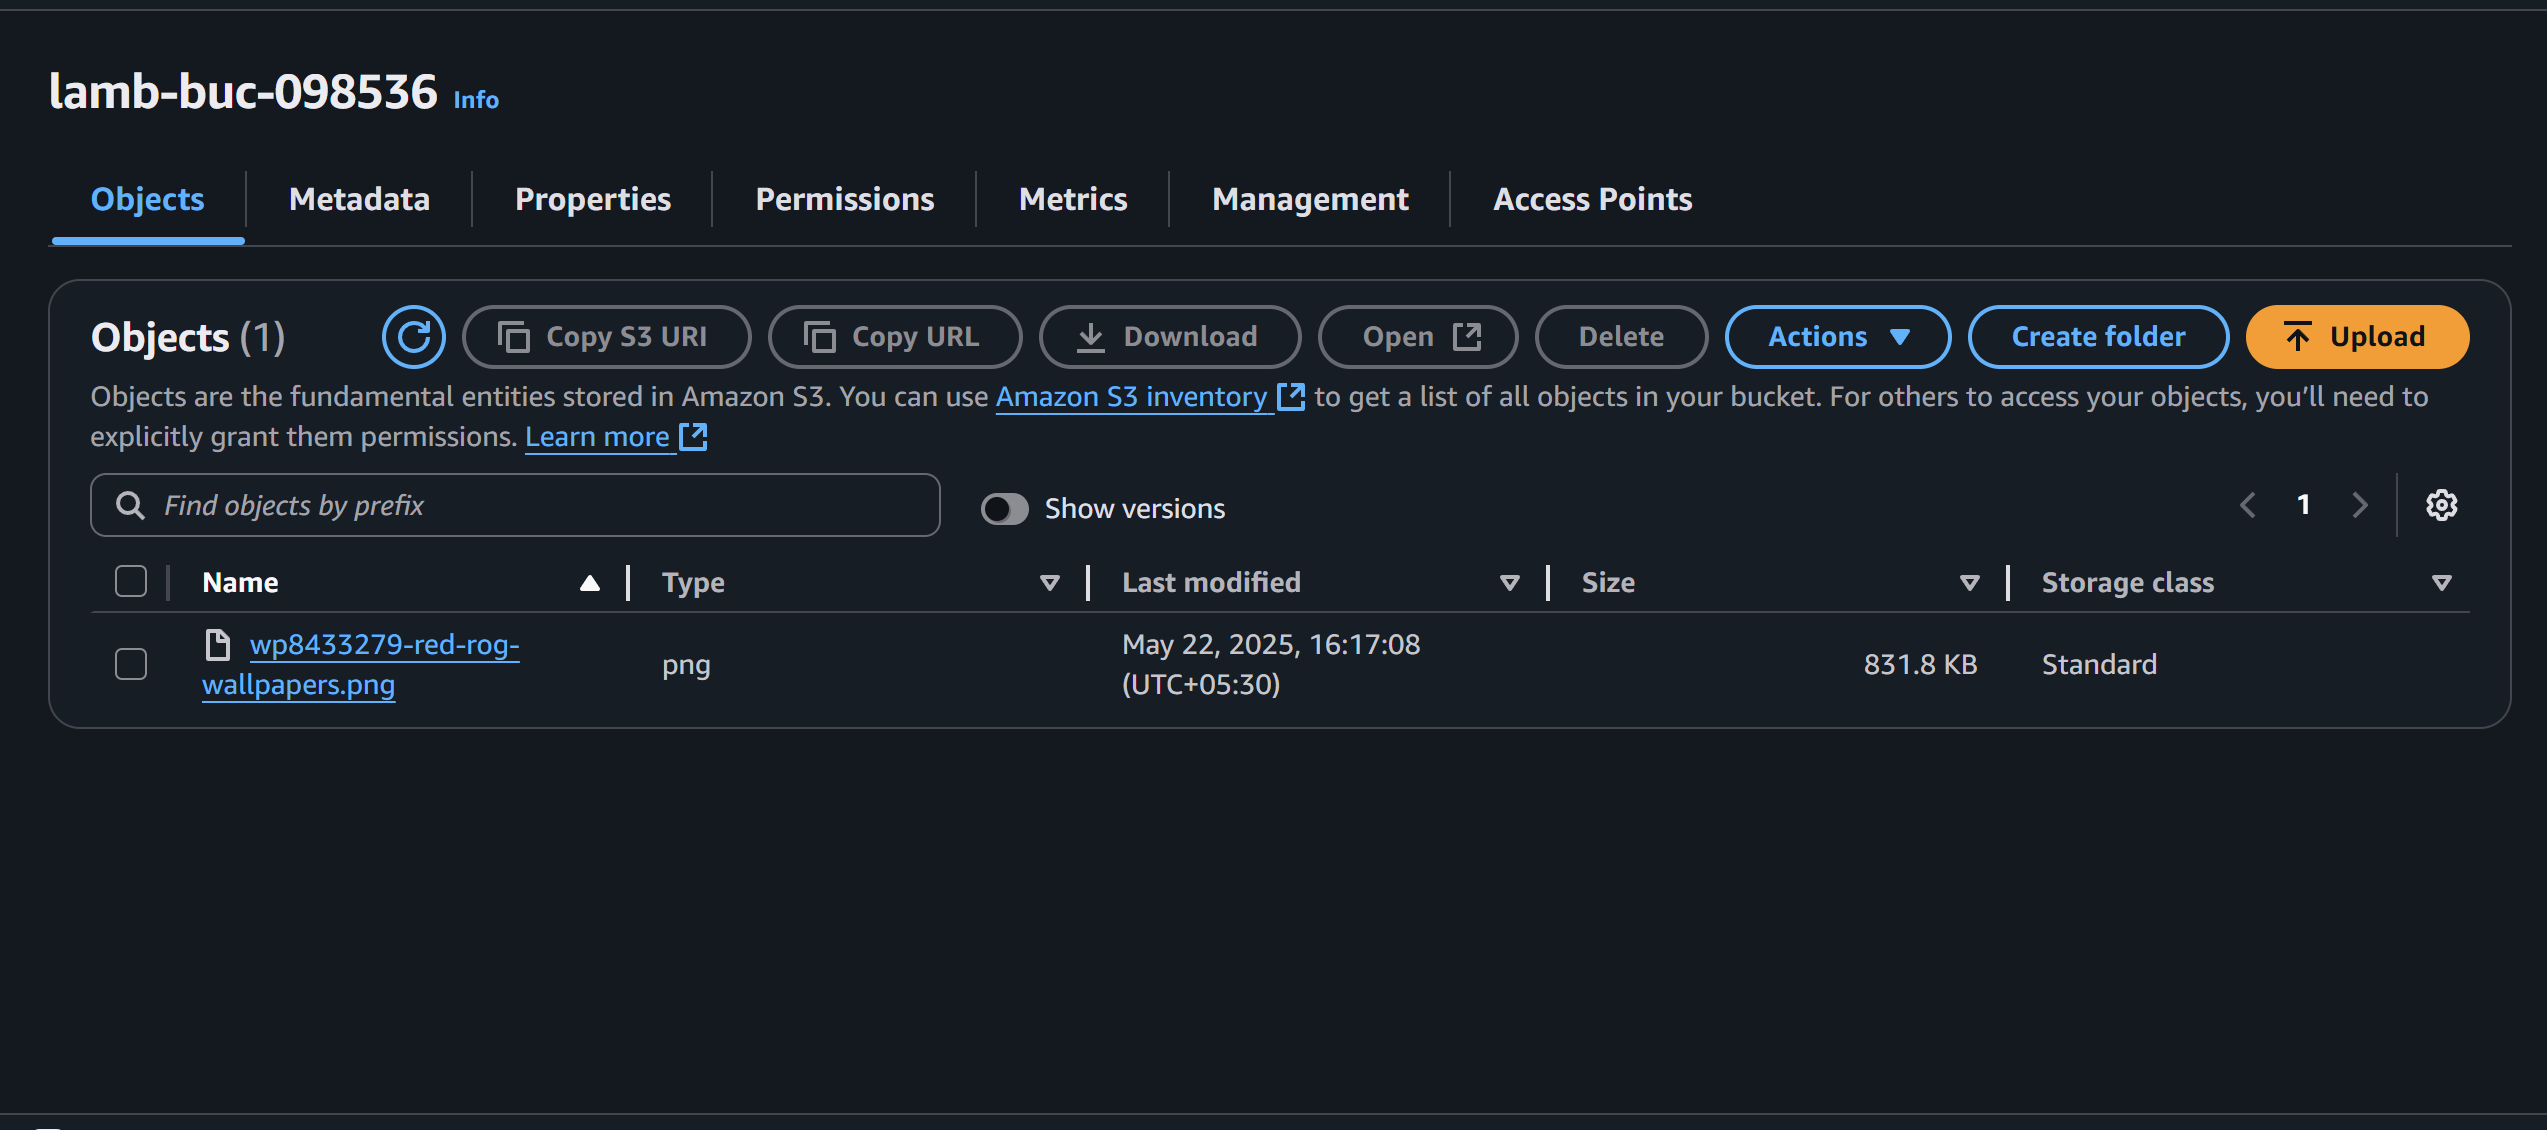 lamb-buc-098536 Info
Objects Metadata Properties Permissions Metrics Management Access Points
Objects (1) Copy S3 URI Copy URL Download Open Delete Actions Create folder Upload
Objects are the fundamental entities stored in Amazon S3. You can use Amazon S3 inventory to get a list of all objects in your bucket. For others to access your objects, you’ll need to
explicitly grant them permissions. Learn more
Find objects by prefix Show versions 1
Name Type Last modified Size Storage class
wp8433279-red-rog-
wallpapers.png
png
May 22, 2025, 16:17:08
(UTC+05:30)
831.8 KB
Standard